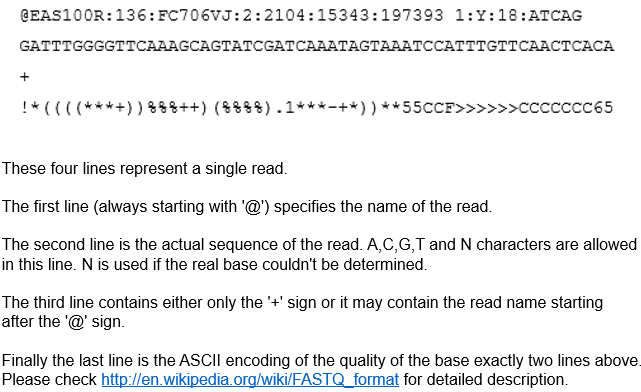 @EAS100R:136:FC706VJ:2:2104:15343:197393 1:Y:18:ATCAG
GATTTGGGGTTCAAAGCAGTATCGATCAAATAGTAAATCCATTTGTTCAACTCACA
+
!*((((***+))%%%++)(%%%%).1***-+*))**55CCF>>>>>>CCCCCCC65
These four lines represent a single read.
The first line (always starting with '@') specifies the name of the read.
The second line is the actual sequence of the read. A,C,G,T and N characters are allowed
in this line. N is used if the real base couldn't be determined.
The third line contains either only the '+' sign or it may contain the read name starting
after the '@' sign.
Finally the last line is the ASCII encoding of the quality of the base exactly two lines above.
Please check http://en.wikipedia.org/wiki/FASTQ_format for detailed description.